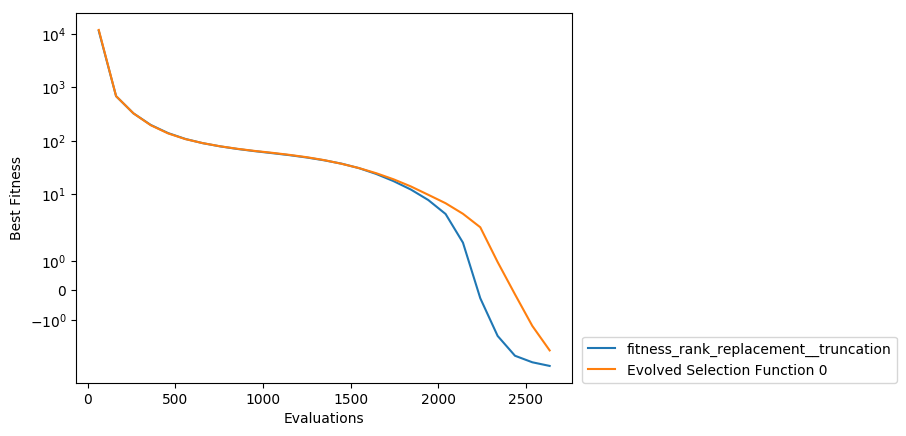 10⁴
10³
10²
10¹
10⁰
0
−10⁰
Best Fitness
0 500 1000 1500 2000 2500
Evaluations
fitness_rank_replacement__truncation
Evolved Selection Function 0